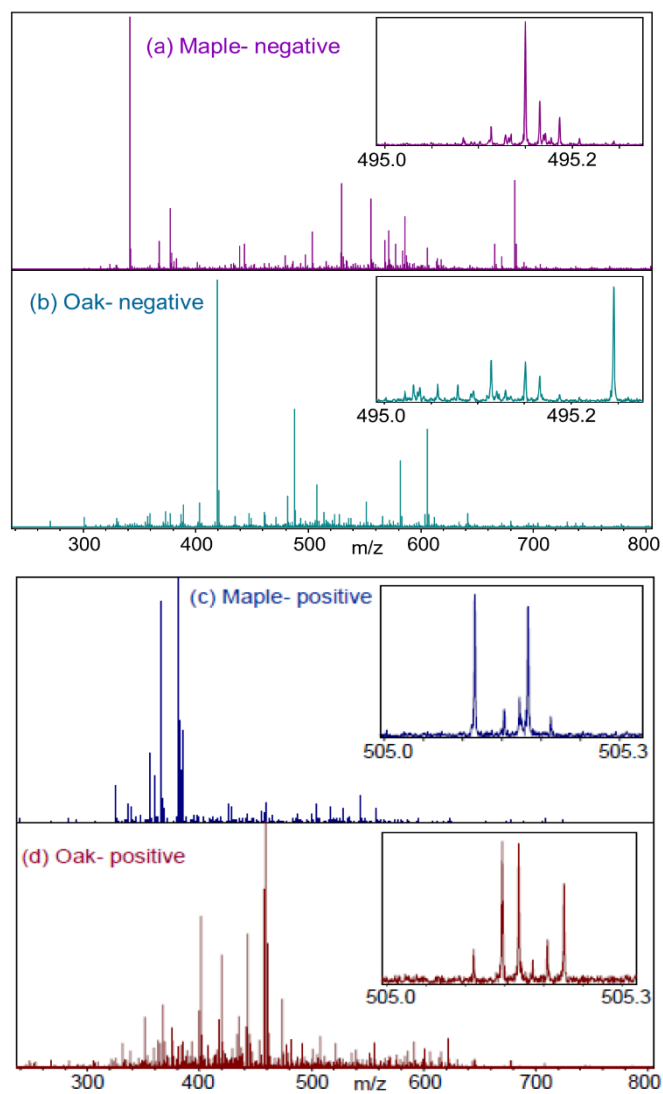 (a) Maple- negative
495.0 495.2
(b) Oak- negative
495.0 495.2
300 400 500 600 700 800
m/z
(c) Maple- positive
505.0 505.3
(d) Oak- positive
505.0 505.3
300 400 500 600 700 800
m/z